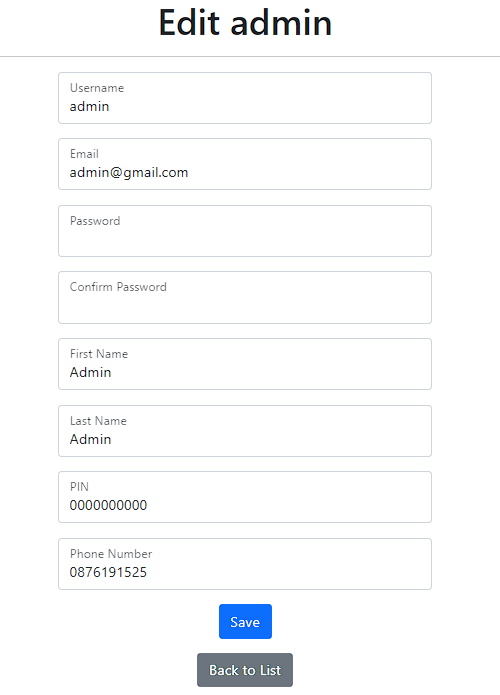 Edit admin
Username
admin
Email
admin@gmail.com
Password
Confirm Password
First Name
Admin
Last Name
Admin
PIN
0000000000
Phone Number
0876191525
Save
Back to List